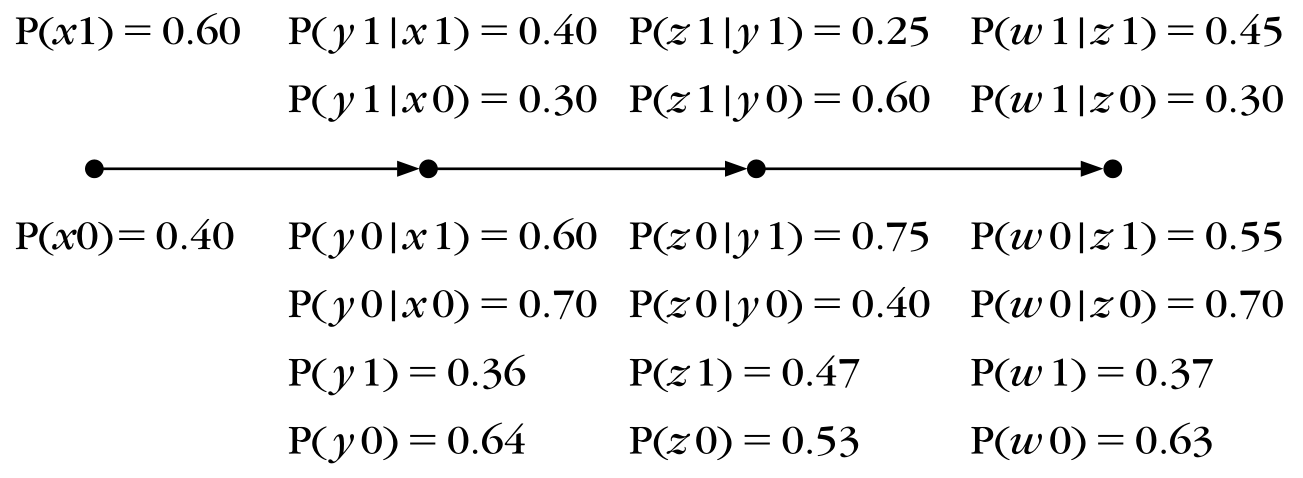 P(x1) = 0.60 P(y1|x1) = 0.40 P(z1|y1) = 0.25 P(w1|z1) = 0.45
P(y1|x0) = 0.30 P(z1|y0) = 0.60 P(w1|z0) = 0.30
P(x0)= 0.40 P(y0|x1) = 0.60 P(z0|y1) = 0.75 P(w0|z1) = 0.55
P(y0|x0) = 0.70 P(z0|y0) = 0.40 P(w0|z0) = 0.70
P(y1) = 0.36 P(z1) = 0.47 P(w1) = 0.37
P(y0) = 0.64 P(z0) = 0.53 P(w0) = 0.63